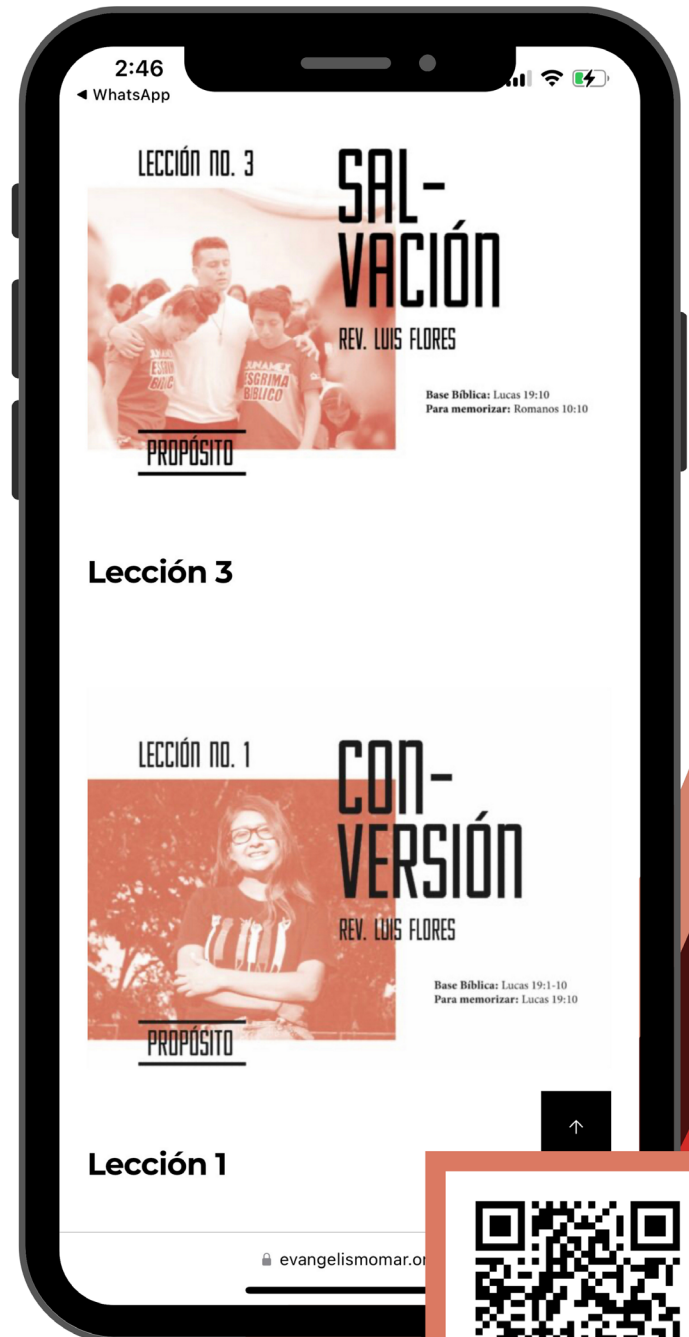 2:46
◀ WhatsApp
LECCIÓN NO. 3
SAL-
VACIÓN
REV. LUIS FLORES
Base Bíblica: Lucas 19:10
Para memorizar: Romanos 10:10
ESGRIMA
BÍBLICO
PROPÓSITO
Lección 3
LECCIÓN NO. 1
CON-
VERSIÓN
REV. LUIS FLORES
Base Bíblica: Lucas 19:1-10
Para memorizar: Lucas 19:10
PROPÓSITO
Lección 1
evangelismomar.or